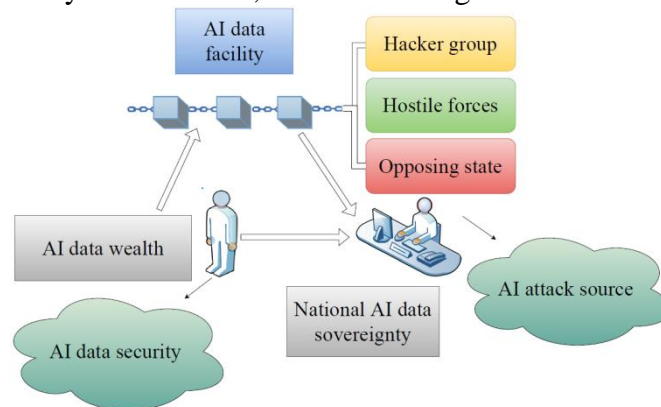 AI data
facility
Hacker group
Hostile forces
Opposing state
AI data wealth
National AI data
sovereignty
AI attack source
AI data security